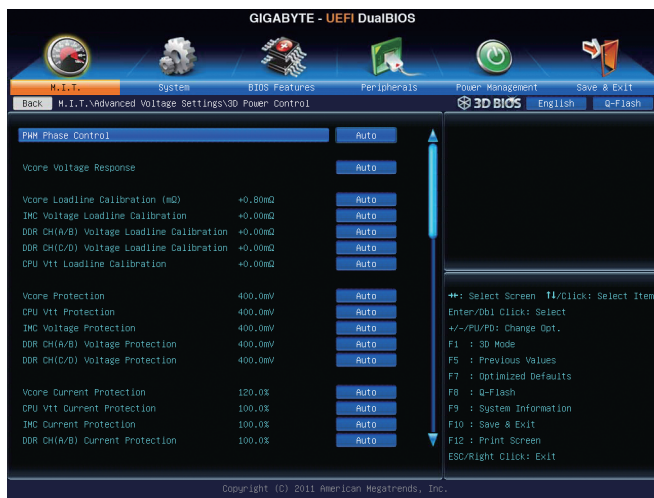 GIGABYTE - UEFI DualBIOS
M.I.T. System BIOS Features Peripherals Power Management Save & Exit
Back M.I.T.\Advanced Voltage Settings\3D Power Control 3D BIOS English Q-Flash
PWM Phase Control Auto
Vcore Voltage Response Auto
Vcore Loadline Calibration (mΩ) +0.80mΩ Auto
IMC Voltage Loadline Calibration +0.00mΩ Auto
DDR CH(A/B) Voltage Loadline Calibration +0.00mΩ Auto
DDR CH(C/D) Voltage Loadline Calibration +0.00mΩ Auto
CPU Vtt Loadline Calibration +0.00mΩ Auto
Vcore Protection 400.0mV Auto
CPU Vtt Protection 400.0mV Auto
IMC Voltage Protection 400.0mV Auto
DDR CH(A/B) Voltage Protection 400.0mV Auto
DDR CH(C/D) Voltage Protection 400.0mV Auto
Vcore Current Protection 120.0% Auto
CPU Vtt Current Protection 100.0% Auto
IMC Current Protection 100.0% Auto
DDR CH(A/B) Current Protection 100.0% Auto
→←: Select Screen ↑↓/Click: Select Item
Enter/Dbl Click: Select
+/-/PU/PD: Change Opt.
F1 : 3D Mode
F5 : Previous Values
F7 : Optimized Defaults
F8 : Q-Flash
F9 : System Information
F10 : Save & Exit
F12 : Print Screen
ESC/Right Click: Exit
Copyright (C) 2011 American Megatrends, Inc.